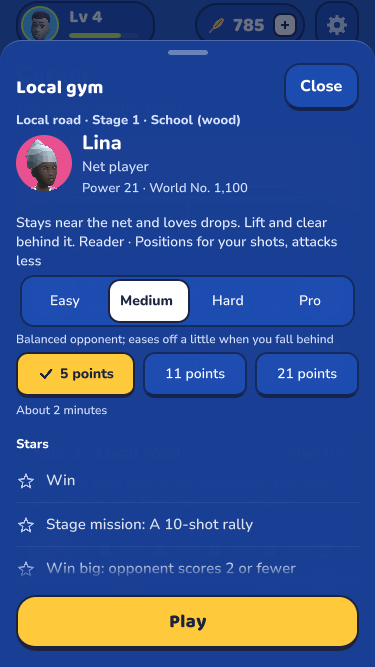 Lv 4
785
Local gym
Close
Local road · Stage 1 · School (wood)
Lina
Net player
Power 21 · World No. 1,100
Stays near the net and loves drops. Lift and clear
behind it. Reader · Positions for your shots, attacks
less
Easy
Medium
Hard
Pro
Balanced opponent; eases off a little when you fall behind
5 points
11 points
21 points
About 2 minutes
Stars
Win
Stage mission: A 10-shot rally
Win big: opponent scores 2 or fewer
Play